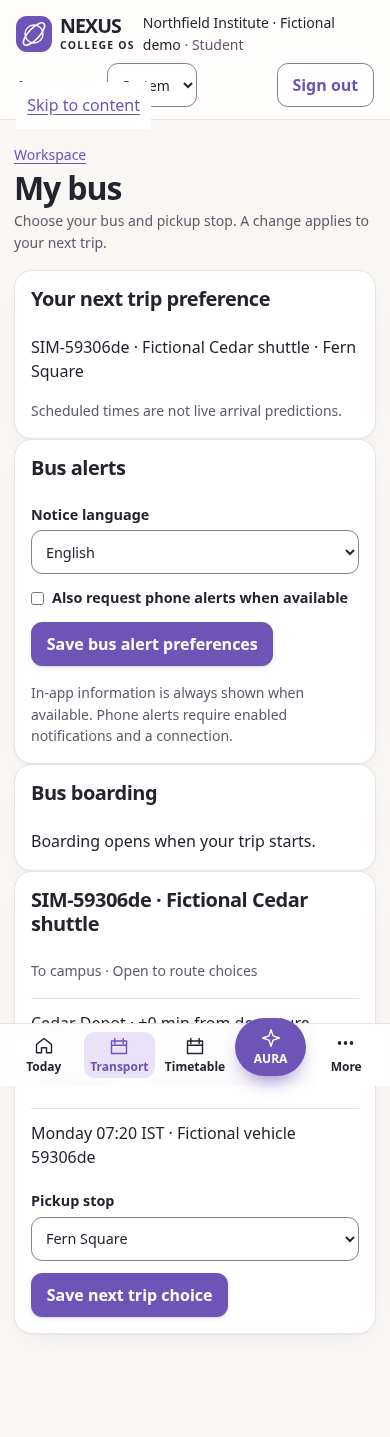 NEXUS
COLLEGE OS
Northfield Institute · Fictional
demo · Student
Sign out
Skip to content
Workspace
My bus
Choose your bus and pickup stop. A change applies to
your next trip.
Your next trip preference
SIM-59306de · Fictional Cedar shuttle · Fern
Square
Scheduled times are not live arrival predictions.
Bus alerts
Notice language
English
Also request phone alerts when available
Save bus alert preferences
In-app information is always shown when
available. Phone alerts require enabled
notifications and a connection.
Bus boarding
Boarding opens when your trip starts.
SIM-59306de · Fictional Cedar
shuttle
To campus · Open to route choices
Cedar Depot · +0 min from departure
Today
Transport
Timetable
AURA
More
Monday 07:20 IST · Fictional vehicle
59306de
Pickup stop
Fern Square
Save next trip choice